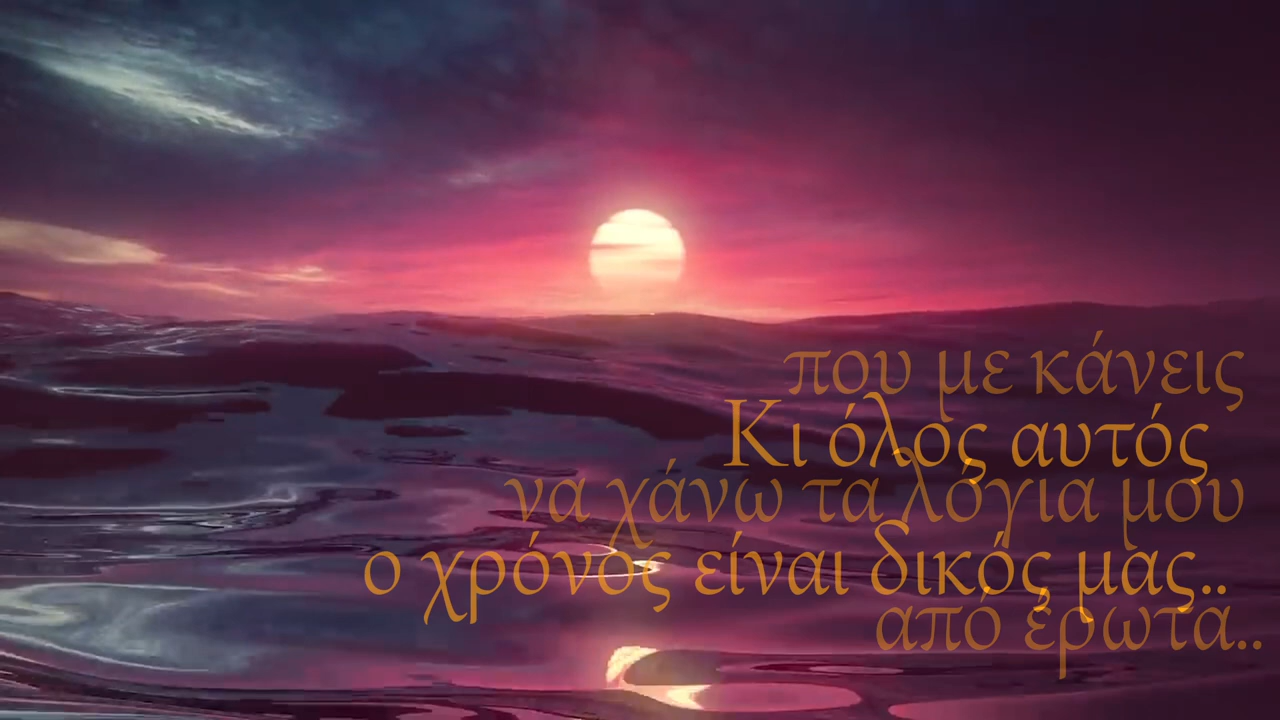 που με κάνεις
Κι όλος αυτός
να χάνω τα λόγια μου
ο χρόνος είναι δικός μας..
από έρωτα..